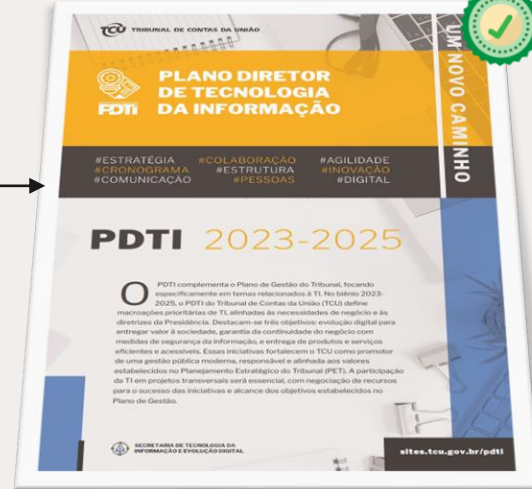 TCU TRIBUNAL DE CONTAS DA UNIÃO
PDTI
PLANO DIRETOR
DE TECNOLOGIA
DA INFORMAÇÃO
UM NOVO CAMINHO
#ESTRATÉGIA #COLABORAÇÃO #AGILIDADE
#CRONOGRAMA #ESTRUTURA #INOVAÇÃO
#COMUNICAÇÃO #PESSOAS #DIGITAL
PDTI 2023-2025
O PDTI complementa o Plano de Gestão do Tribunal, focando
especificamente em temas relacionados à TI. No biênio 2023-
2025, o PDTI do Tribunal de Contas da União (TCU) define
macroações prioritárias de TI, alinhadas às necessidades de negócio e às
diretrizes da Presidência. Destacam-se três objetivos: evolução digital para
entregar valor à sociedade, garantia da continuidade do negócio com
medidas de segurança da informação, e entrega de produtos e serviços
eficientes e acessíveis. Essas iniciativas fortalecem o TCU como promotor
de uma gestão pública moderna, responsável e alinhada aos valores
estabelecidos no Planejamento Estratégico do Tribunal (PET). A participação
da TI em projetos transversais será essencial, com negociação de recursos
para o sucesso das iniciativas e alcance dos objetivos estabelecidos no
Plano de Gestão.
SECRETARIA DE TECNOLOGIA DA
INFORMAÇÃO E EVOLUÇÃO DIGITAL
sites.tcu.gov.br/pdti